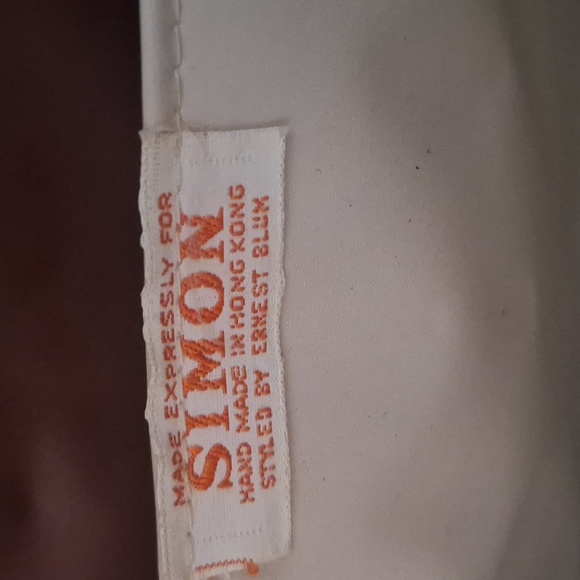 MADE EXPRESSLY FOR
SIMON
HAND MADE IN HONG KONG
STYLED BY ERNEST BLUM